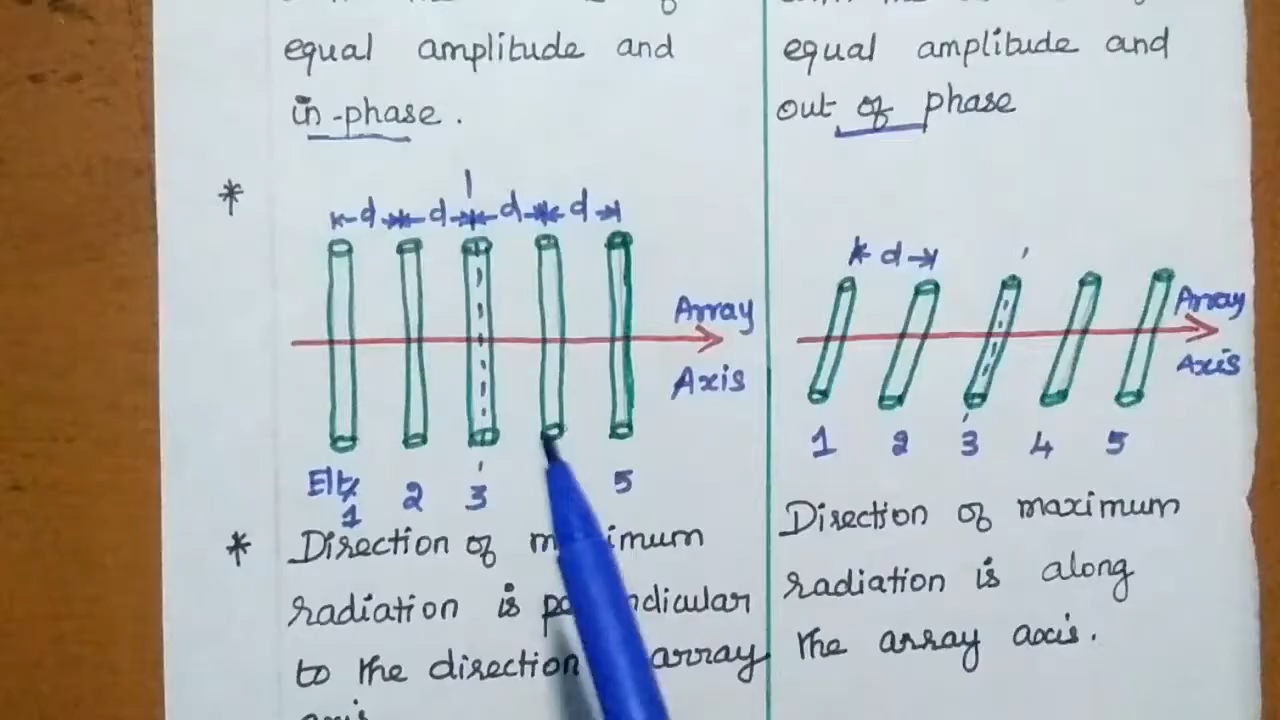 equal amplitude and
in-phase.
*
d d d d
Array
Axis
Elt 1 2 3 5
* Direction of
radiation is
to the direction array
equal amplitude and
out of phase
d
Array
Axis
1 2 3 4 5
Direction of maximum
radiation is along
the array axis.